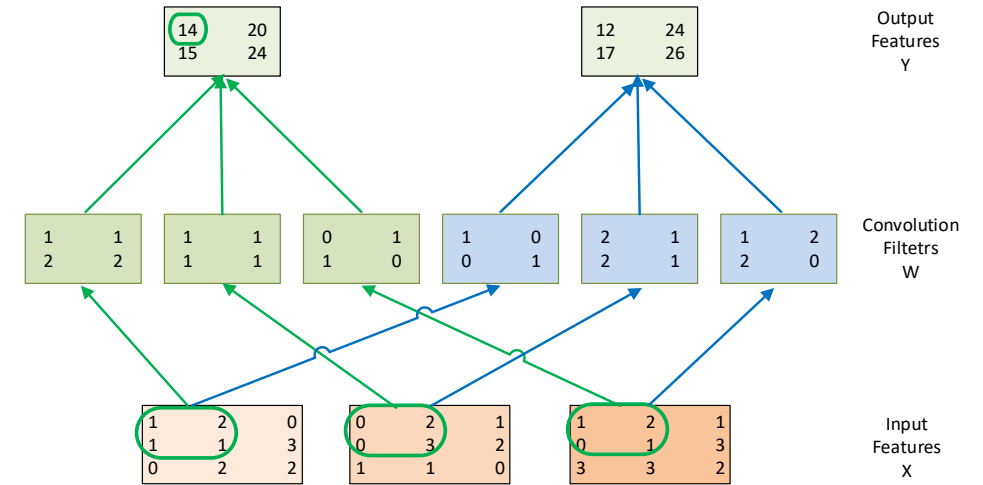 14 20
15 24
12 24
17 26
Output
Features
Y
1 1
2 2
1 1
1 1
0 1
1 0
1 0
0 1
2 1
2 1
1 2
2 0
Convolution
Filtetrs
W
1 2 0
1 1 3
0 2 2
0 2 1
0 3 2
1 1 0
1 2 1
0 1 3
3 3 2
Input
Features
X